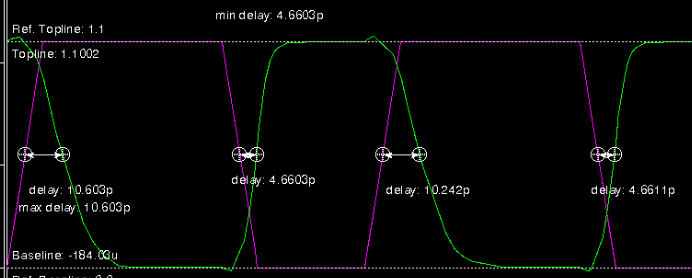 min delay: 4.6603p
Ref. Topline: 1.1
Topline: 1.1002
delay: 10.603p
max delay: 10.603p
delay: 4.6603p
delay: 10.242p
delay: 4.6611p
Baseline: -184.03u